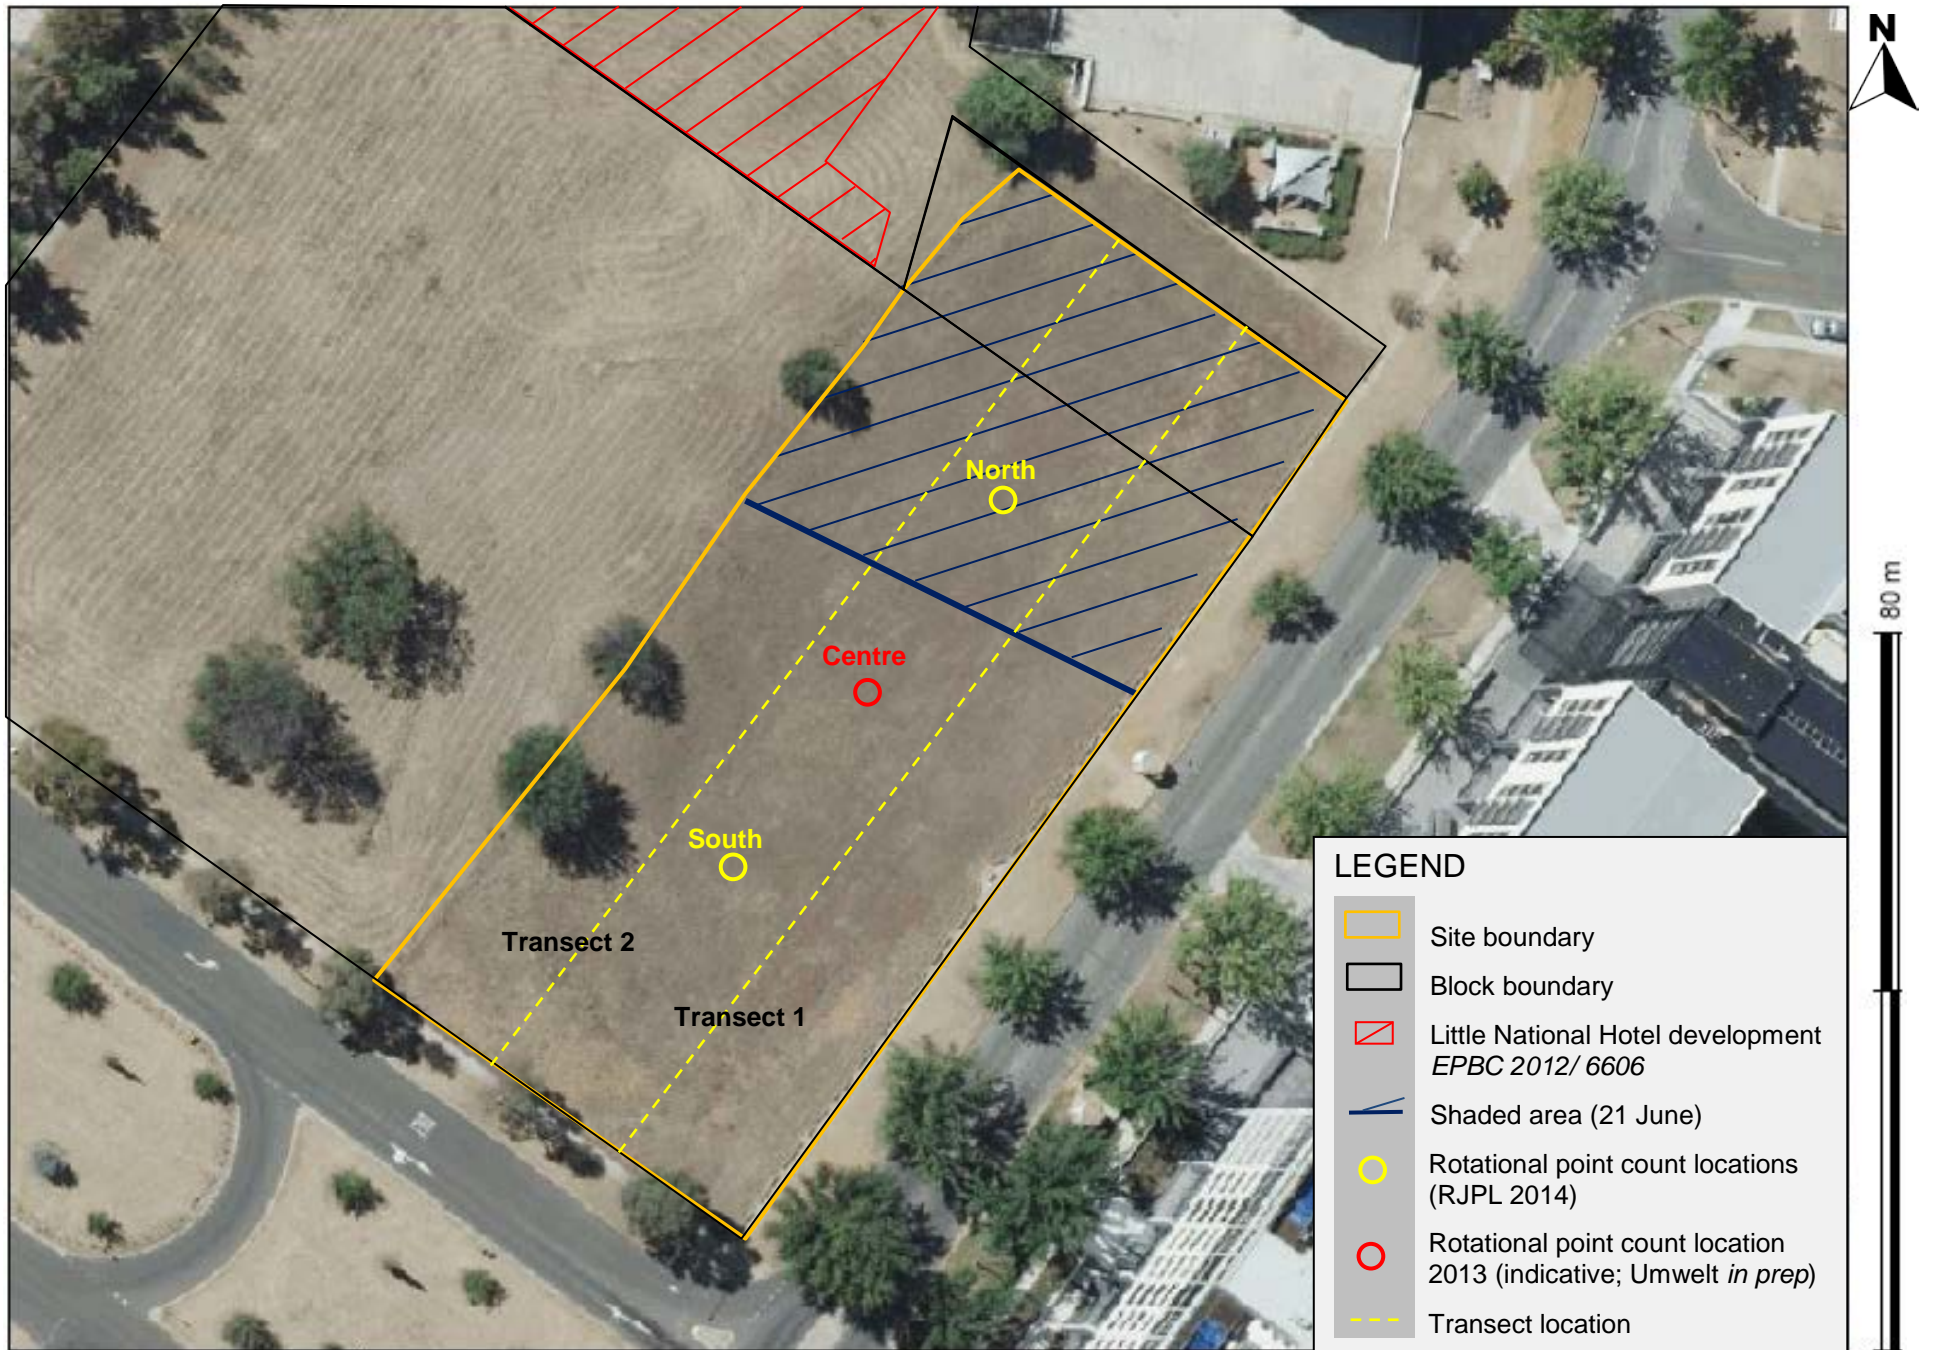 N
North
80 m
Centre
South
Transect 2
Transect 1
LEGEND
Site boundary
Block boundary
Little National Hotel development
EPBC 2012/ 6606
Shaded area (21 June)
Rotational point count locations
(RJPL 2014)
Rotational point count location
2013 (indicative; Umwelt in prep)
Transect location